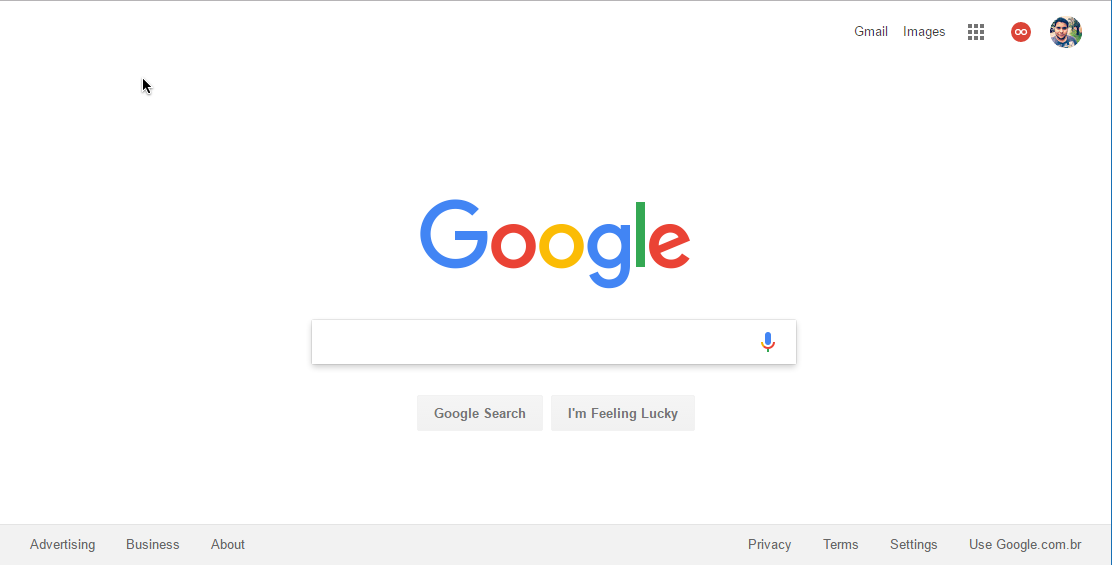 Gmail Images
Google
Google Search I'm Feeling Lucky
Advertising Business About Privacy Terms Settings Use Google.com.br